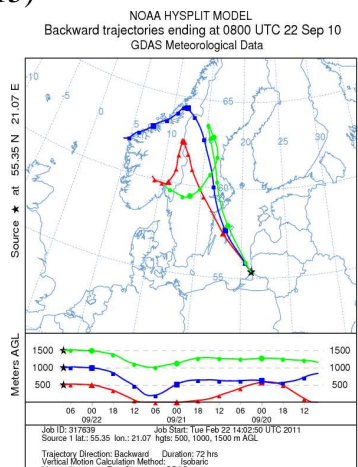 NOAA HYSPLIT MODEL
Backward trajectories ending at 0800 UTC 22 Sep 10
GDAS Meteorological Data
Source ★ at 55.35 N 21.07 E
-10
-5
0
5
10
15
20
25
30
65
60
55
Meters AGL
1500
1000
500
1500
1000
500
06 00 18 12 06 00 18 12 06 00 18 12
09/22 09/21 09/20
Job ID: 317639 Job Start: Tue Feb 22 14:02:50 UTC 2011
Source 1 lat.: 55.35 lon.: 21.07 hgts: 500, 1000, 1500 m AGL
Trajectory Direction: Backward Duration: 72 hrs
Vertical Motion Calculation Method: Isobaric